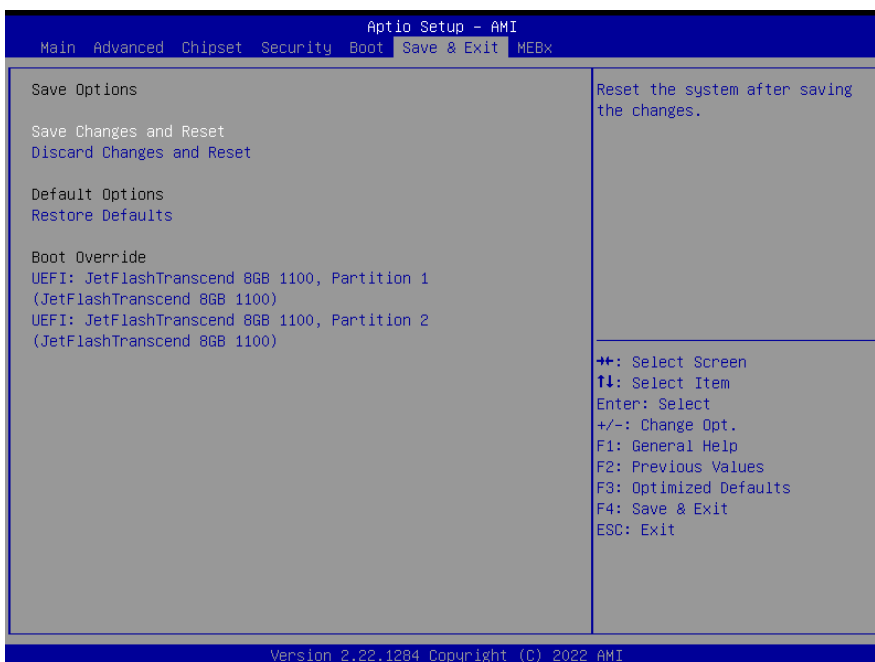 Aptio Setup – AMI
Main Advanced Chipset Security Boot Save & Exit MEBx
Save Options
Save Changes and Reset
Discard Changes and Reset
Default Options
Restore Defaults
Boot Override
UEFI: JetFlashTranscend 8GB 1100, Partition 1
(JetFlashTranscend 8GB 1100)
UEFI: JetFlashTranscend 8GB 1100, Partition 2
(JetFlashTranscend 8GB 1100)
Reset the system after saving
the changes.
→←: Select Screen
↑↓: Select Item
Enter: Select
+/-: Change Opt.
F1: General Help
F2: Previous Values
F3: Optimized Defaults
F4: Save & Exit
ESC: Exit
Version 2.22.1284 Copyright (C) 2022 AMI